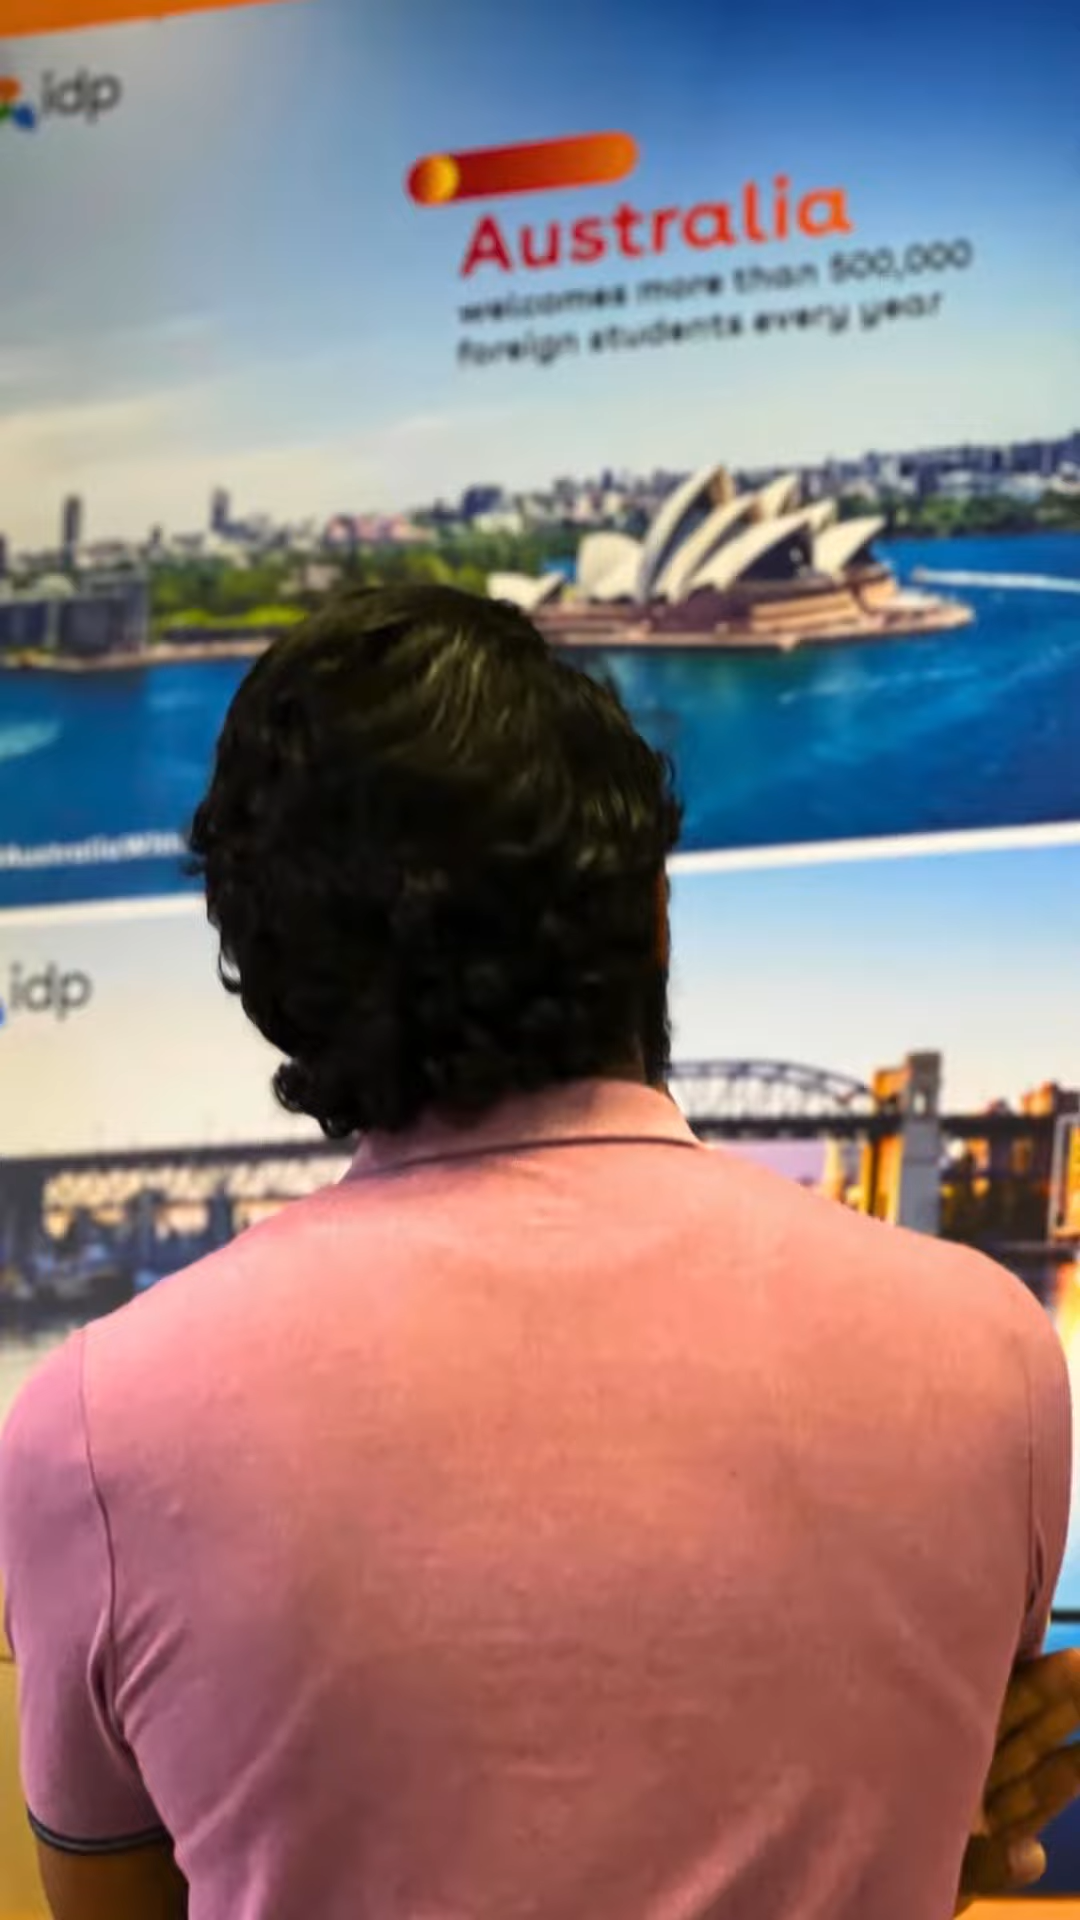 idp
Australia
welcomes more than 500,000
foreign students every year
idp